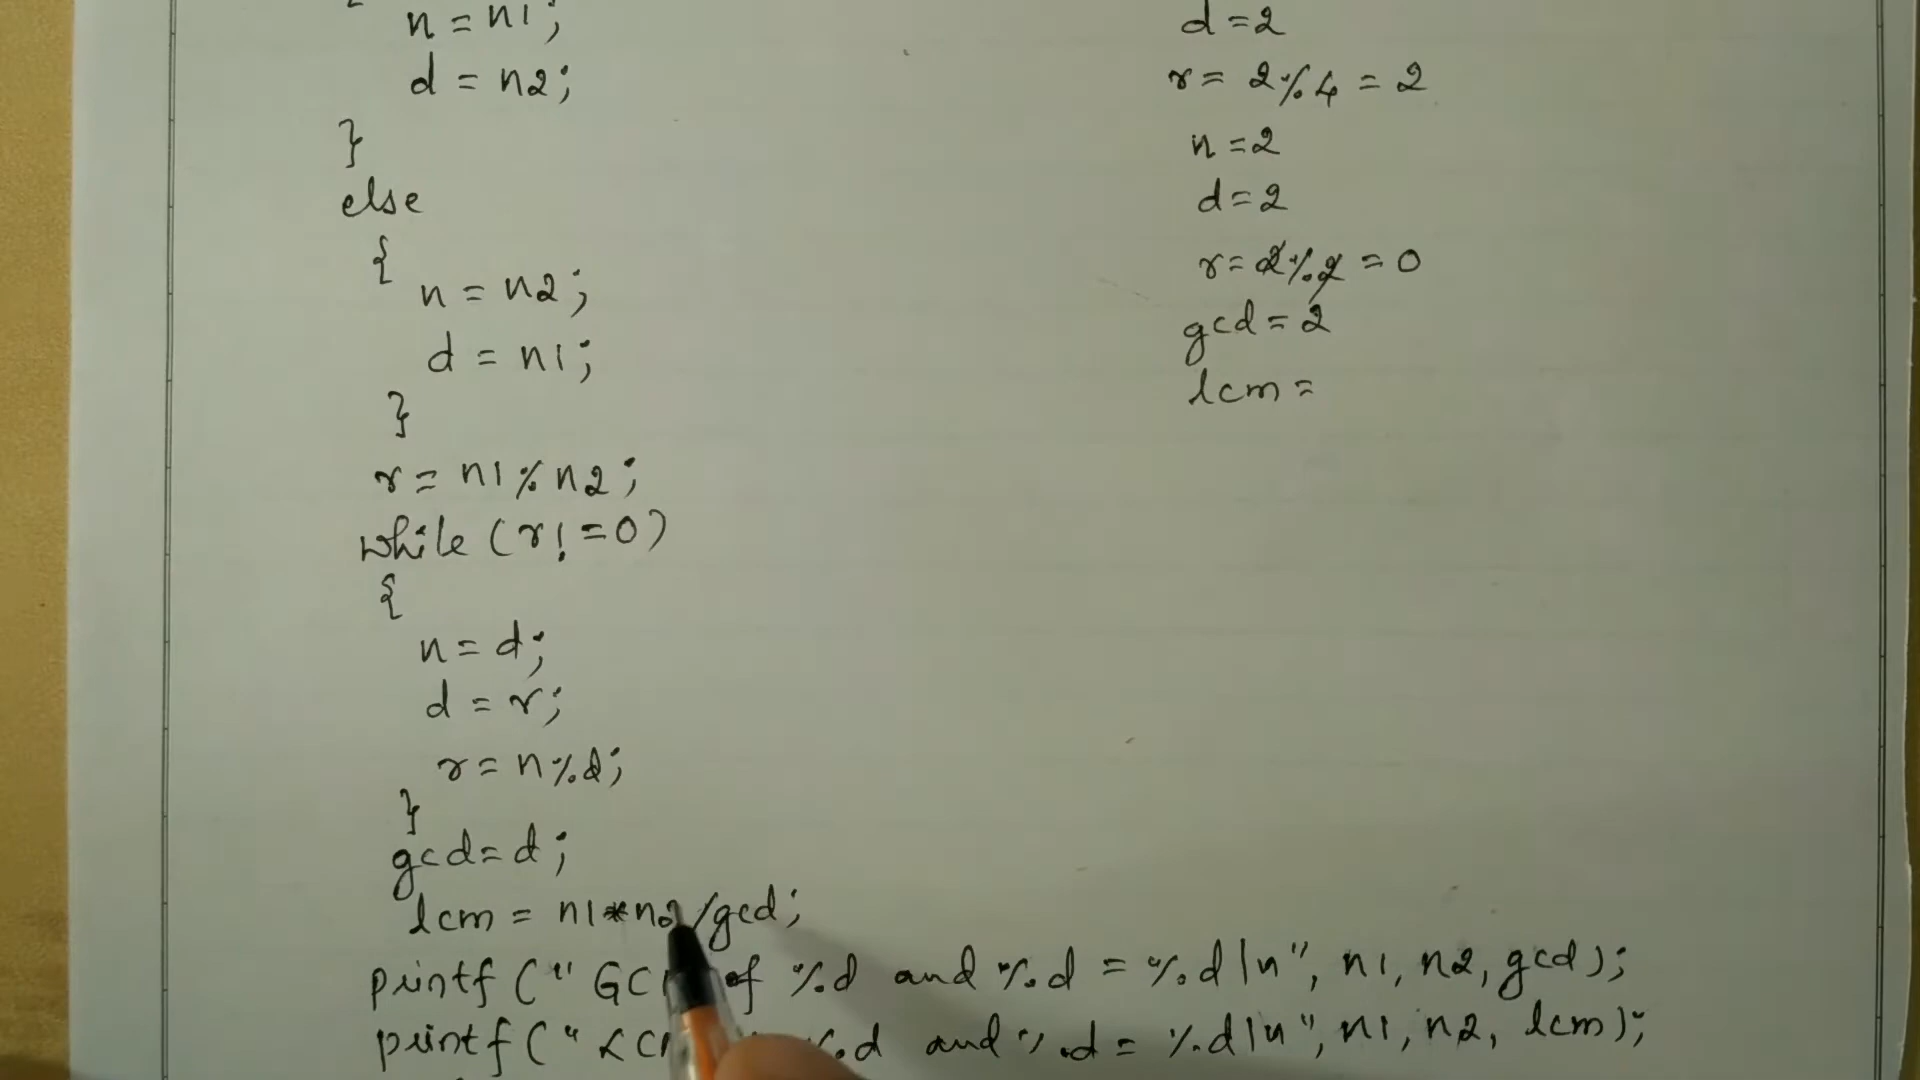 n = n1;
d = n2;
}
else
{
n = n2;
d = n1;
}
r = n1 % n2;
while (r! = 0)
{
n = d;
d = r;
r = n%d;
}
gcd = d;
lcm = n1*n2/gcd;
printf (" GC of %d and %d = %d\n", n1, n2, gcd);
printf (" LC %d and %d = %d\n", n1, n2, lcm);
d = 2
r = 2%4 = 2
n = 2
d = 2
r = 2%2 = 0
gcd = 2
lcm =